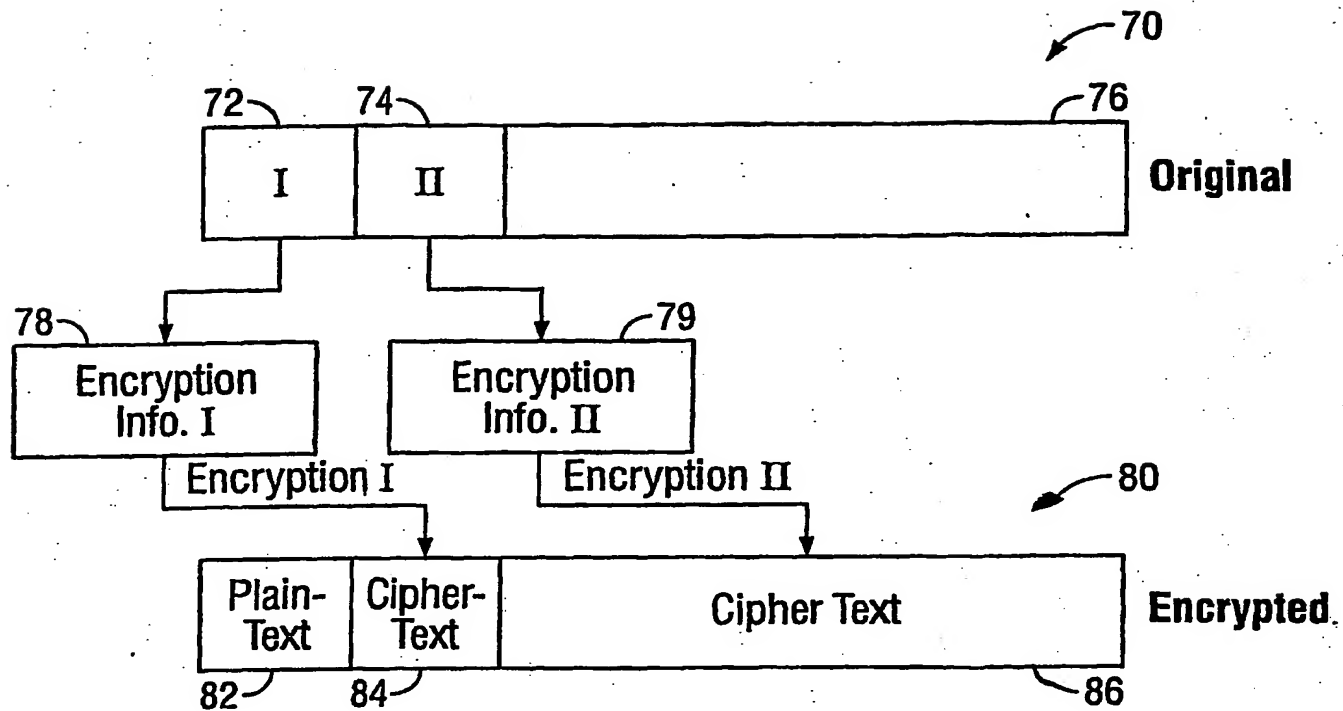 70
72
74
76
I
II
Original
78
79
Encryption
Info. I
Encryption
Info. II
Encryption I
Encryption II
80
Plain-
Text
Cipher-
Text
Cipher Text
Encrypted
82
84
86